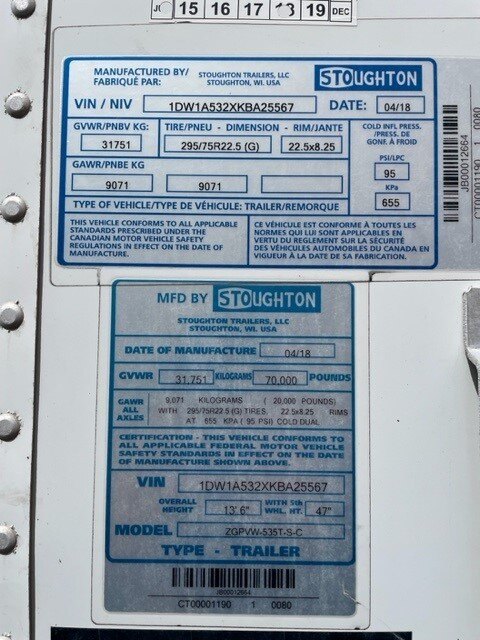 15 16 17 18 19 DEC
MANUFACTURED BY/
FABRIQUÉ PAR:
STOUGHTON TRAILERS, LLC
STOUGHTON, WI. USA
STOUGHTON
VIN / NIV 1DW1A532XKBA25567 DATE: 04/18
GVWR/PNBV KG: TIRE/PNEU - DIMENSION - RIM/JANTE
31751 295/75R22.5 (G) 22.5x8.25
COLD INFL PRESS.
/PRESS. DE
GONF. À FROID
PSI/LPC
95
KPa
655
GAWR/PNBE KG
9071 9071
TYPE OF VEHICLE/TYPE DE VÉHICULE: TRAILER/REMORQUE
THIS VEHICLE CONFORMS TO ALL APPLICABLE
STANDARDS PRESCRIBED UNDER THE
CANADIAN MOTOR VEHICLE SAFETY
REGULATIONS IN EFFECT ON THE DATE OF
MANUFACTURE.
CE VÉHICULE EST CONFORME À TOUTES LES
NORMES QUI LUI SONT APPLICABLES EN
VERTU DU REGLEMENT SUR LA SÉCURITÉ
DES VÉHICULES AUTOMOBILES DU CANADA EN
VIGUEUR À LA DATE DE SA FABRICATION.
JB00012664
CT00001190 1 0080
MFD BY STOUGHTON
STOUGHTON TRAILERS, LLC
STOUGHTON, WI. USA
DATE OF MANUFACTURE 04/18
GVWR 31,751 KILOGRAMS 70,000 POUNDS
GAWR
ALL
AXLES
9,071 KILOGRAMS ( 20,000 POUNDS)
WITH 295/75R22.5 (G) TIRES, 22.5x8.25 RIMS
AT 655 KPA ( 95 PSI) COLD DUAL
CERTIFICATION - THIS VEHICLE CONFORMS TO
ALL APPLICABLE FEDERAL MOTOR VEHICLE
SAFETY STANDARDS IN EFFECT ON THE DATE
OF MANUFACTURE SHOWN ABOVE.
VIN 1DW1A532XKBA25567
OVERALL
HEIGHT 13' 6" WITH 5th
WHL. HT. 47"
MODEL ZGPVW-535T-S-C
TYPE - TRAILER
JB00012664
CT00001190 1 0080